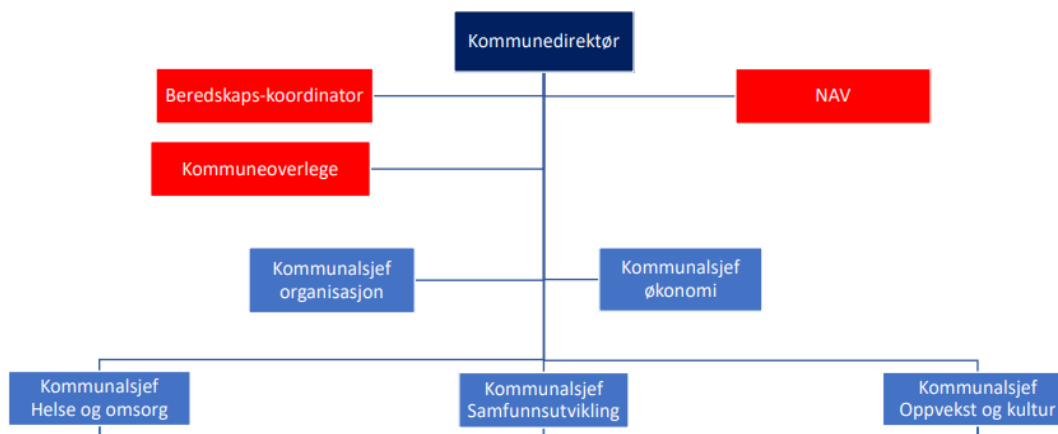 Kommunedirektør
Beredskaps-koordinator
NAV
Kommuneoverlege
Kommunalsjef
organisasjon
Kommunalsjef
økonomi
Kommunalsjef
Helse og omsorg
Kommunalsjef
Samfunnsutvikling
Kommunalsjef
Oppvekst og kultur